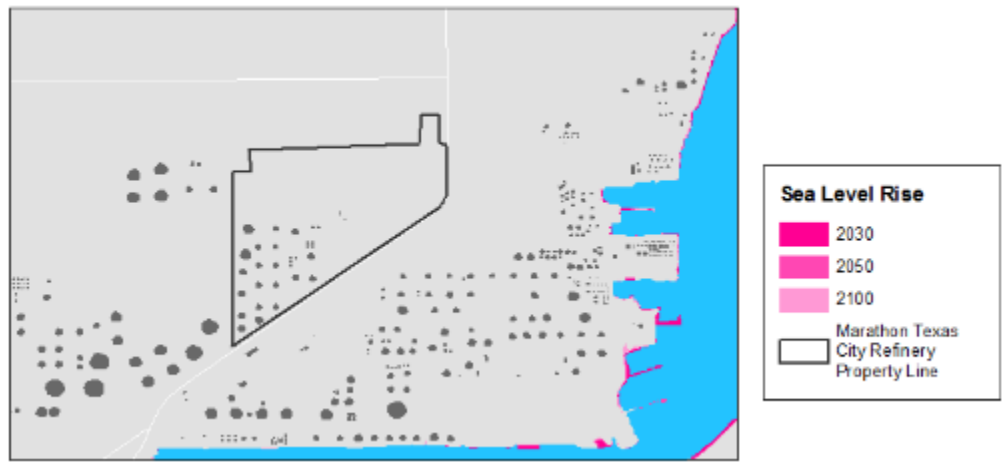 Sea Level Rise
2030
2050
2100
Marathon Texas
City Refinery
Property Line